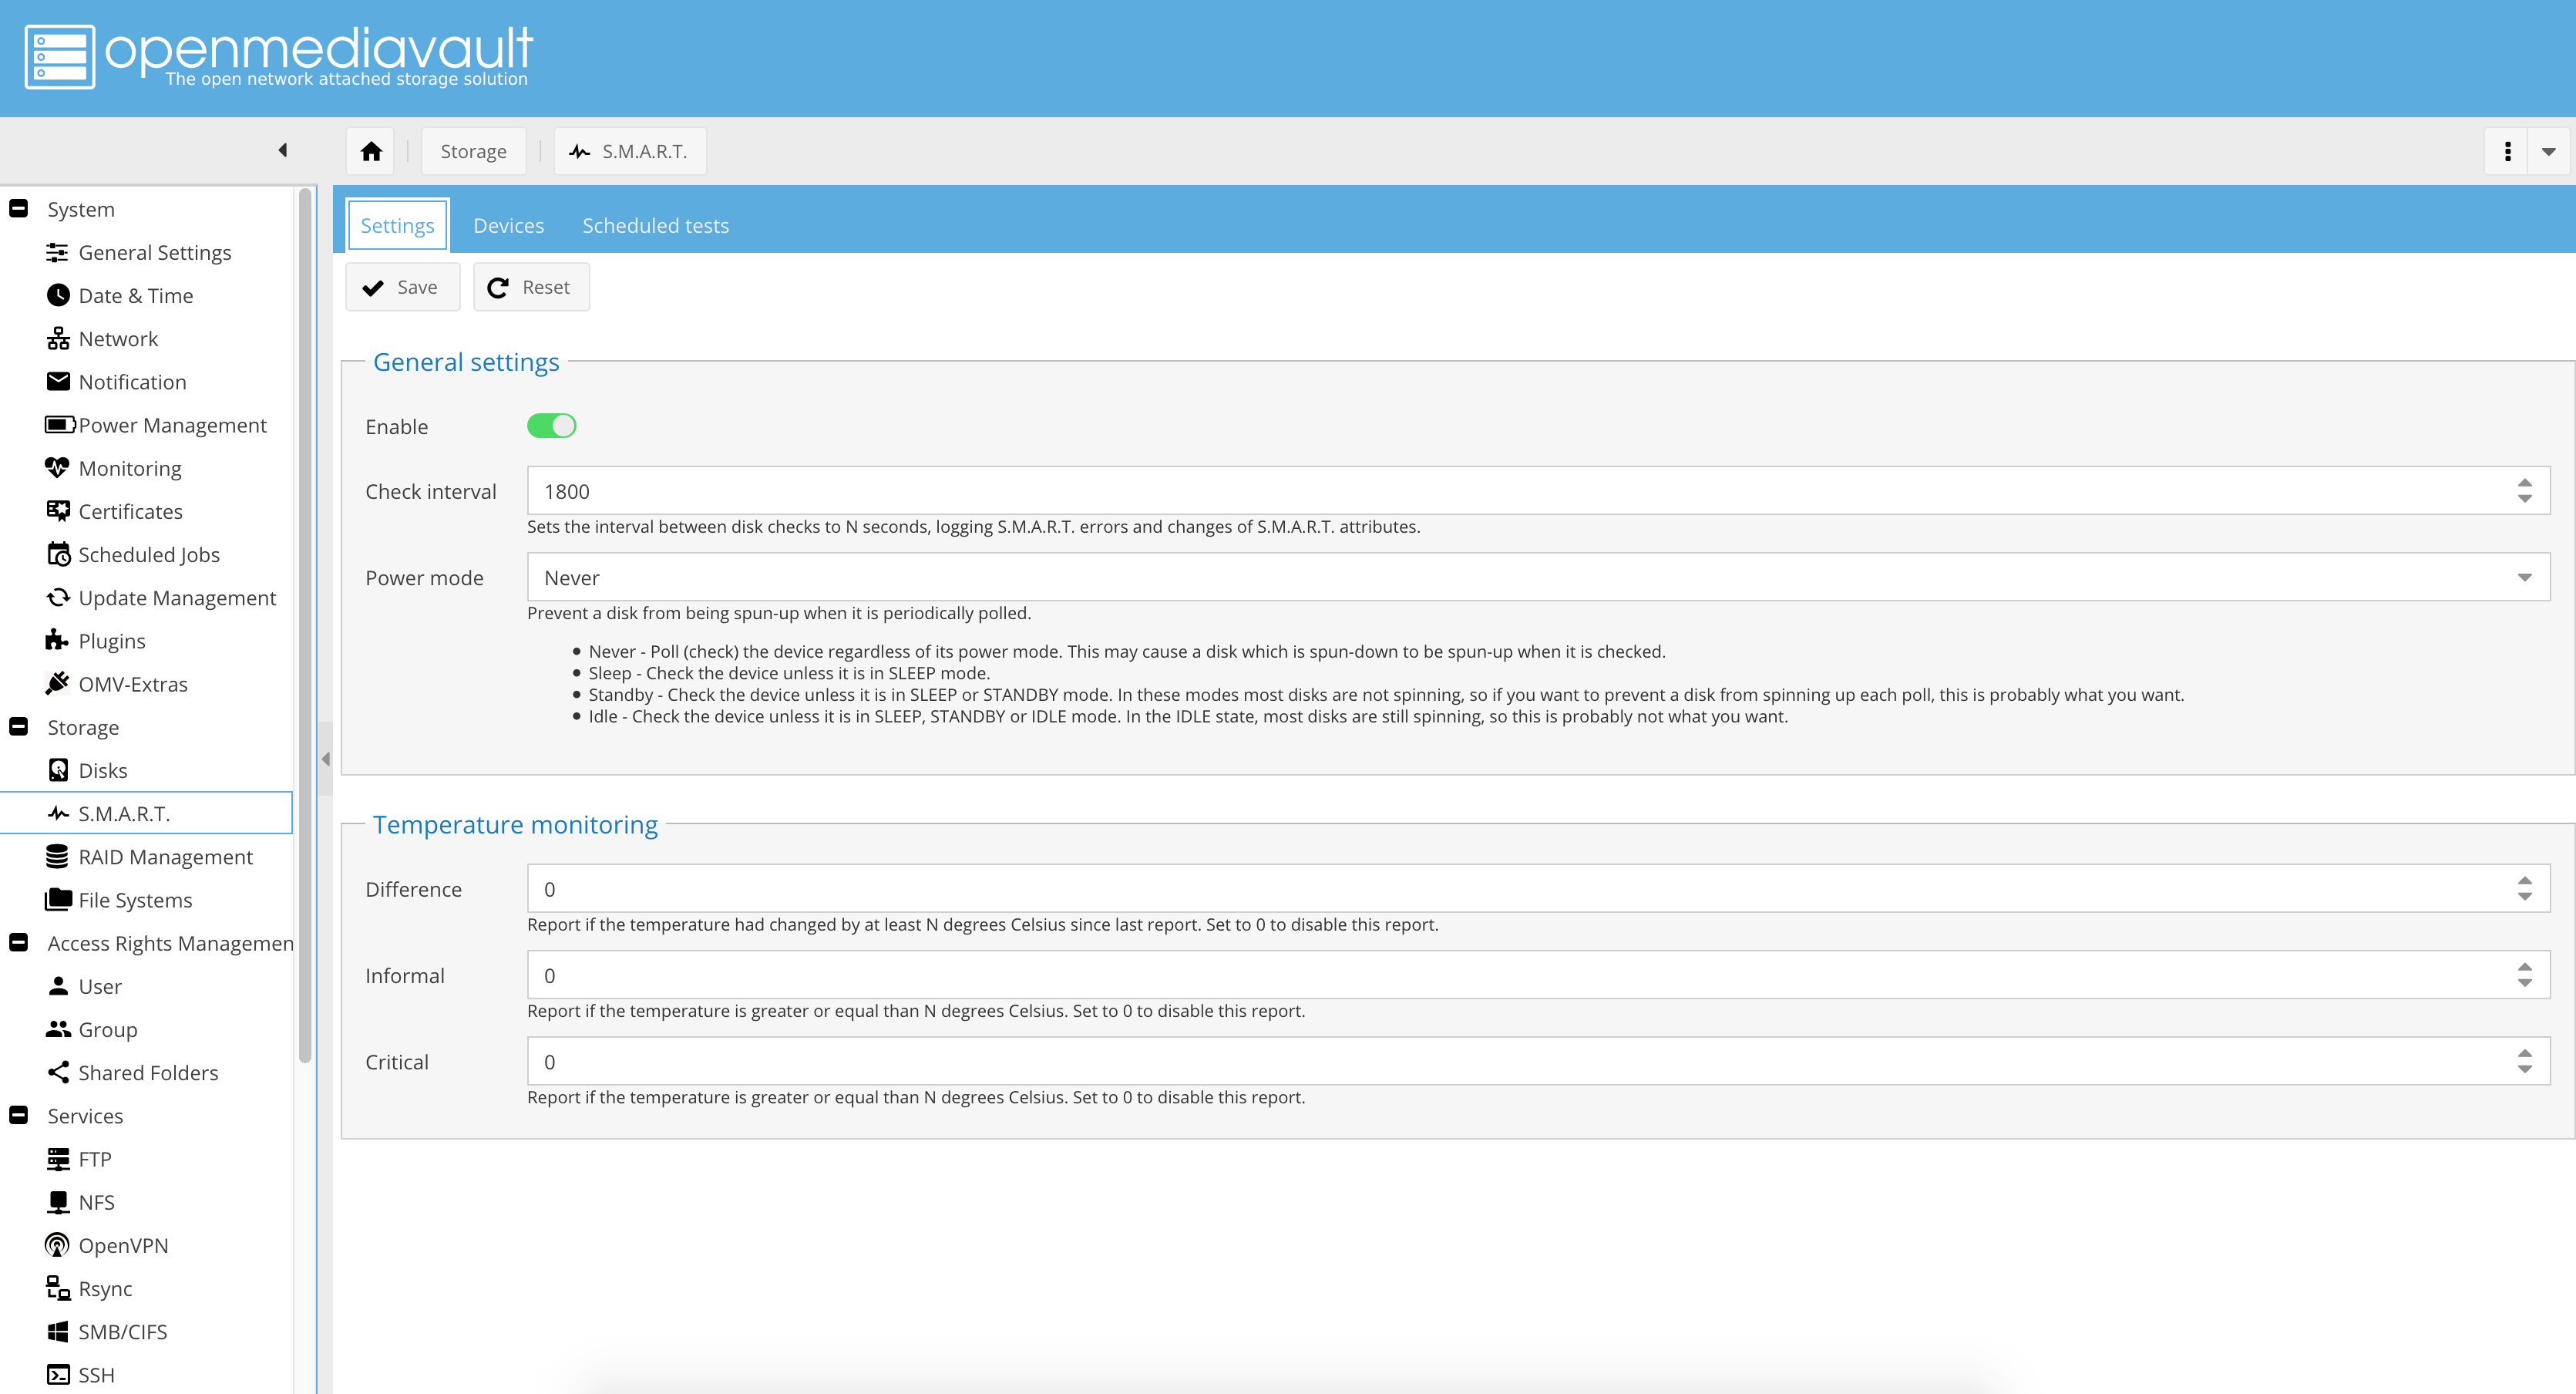 openmediavault
The open network attached storage solution
Storage
S.M.A.R.T.
System
General Settings
Date & Time
Network
Notification
Power Management
Monitoring
Certificates
Scheduled Jobs
Update Management
Plugins
OMV-Extras
Storage
Disks
S.M.A.R.T.
RAID Management
File Systems
Access Rights Managemen
User
Group
Shared Folders
Services
FTP
NFS
OpenVPN
Rsync
SMB/CIFS
SSH
Settings Devices Scheduled tests
Save Reset
General settings
Enable
Check interval 1800
Sets the interval between disk checks to N seconds, logging S.M.A.R.T. errors and changes of S.M.A.R.T. attributes.
Power mode Never
Prevent a disk from being spun-up when it is periodically polled.
• Never - Poll (check) the device regardless of its power mode. This may cause a disk which is spun-down to be spun-up when it is checked.
• Sleep - Check the device unless it is in SLEEP mode.
• Standby - Check the device unless it is in SLEEP or STANDBY mode. In these modes most disks are not spinning, so if you want to prevent a disk from spinning up each poll, this is probably what you want.
• Idle - Check the device unless it is in SLEEP, STANDBY or IDLE mode. In the IDLE state, most disks are still spinning, so this is probably not what you want.
Temperature monitoring
Difference 0
Report if the temperature had changed by at least N degrees Celsius since last report. Set to 0 to disable this report.
Informal 0
Report if the temperature is greater or equal than N degrees Celsius. Set to 0 to disable this report.
Critical 0
Report if the temperature is greater or equal than N degrees Celsius. Set to 0 to disable this report.